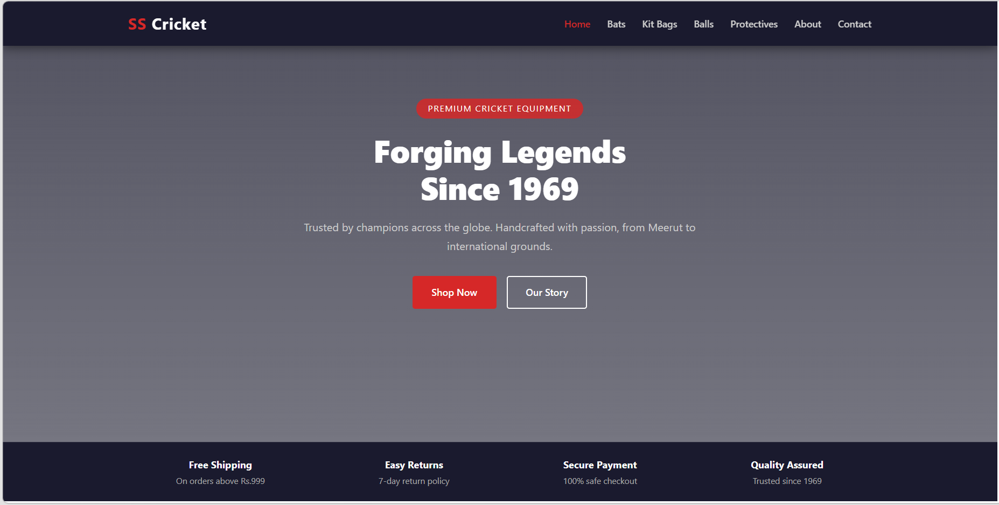 SS Cricket
Home Bats Kit Bags Balls Protectives About Contact
PREMIUM CRICKET EQUIPMENT
Forging Legends
Since 1969
Trusted by champions across the globe. Handcrafted with passion, from Meerut to
international grounds.
Shop Now Our Story
Free Shipping Easy Returns Secure Payment Quality Assured
On orders above Rs.999 7-day return policy 100% safe checkout Trusted since 1969